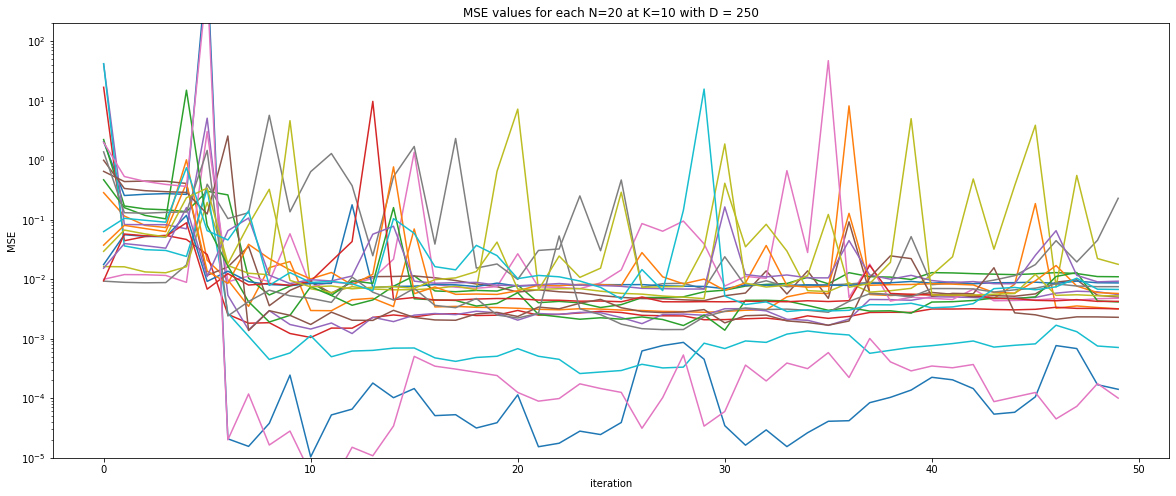 MSE values for each N=20 at K=10 with D = 250
10²
10¹
10⁰
10⁻¹
10⁻²
10⁻³
10⁻⁴
10⁻⁵
MSE
0 10 20 30 40 50
iteration